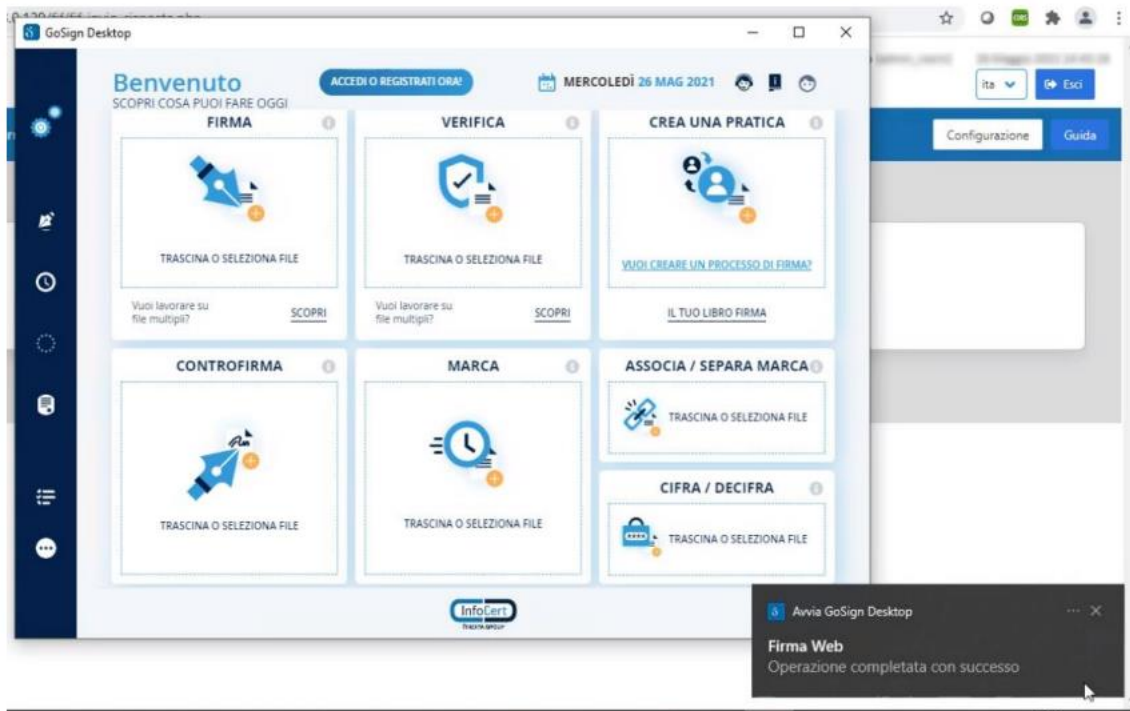 GoSign Desktop
Benvenuto
SCOPRI COSA PUOI FARE OGGI
ACCEDI O REGISTRATI ORA!
MERCOLEDÌ 26 MAG 2021
ita
Esci
Configurazione
Guida
FIRMA
TRASCINA O SELEZIONA FILE
Vuoi lavorare su
file multipli?
SCOPRI
VERIFICA
TRASCINA O SELEZIONA FILE
Vuoi lavorare su
file multipli?
SCOPRI
CREA UNA PRATICA
VUOI CREARE UN PROCESSO DI FIRMA?
IL TUO LIBRO FIRMA
CONTROFIRMA
TRASCINA O SELEZIONA FILE
MARCA
TRASCINA O SELEZIONA FILE
ASSOCIA / SEPARA MARCA
TRASCINA O SELEZIONA FILE
CIFRA / DECIFRA
TRASCINA O SELEZIONA FILE
InfoCert
Avvia GoSign Desktop
Firma Web
Operazione completata con successo